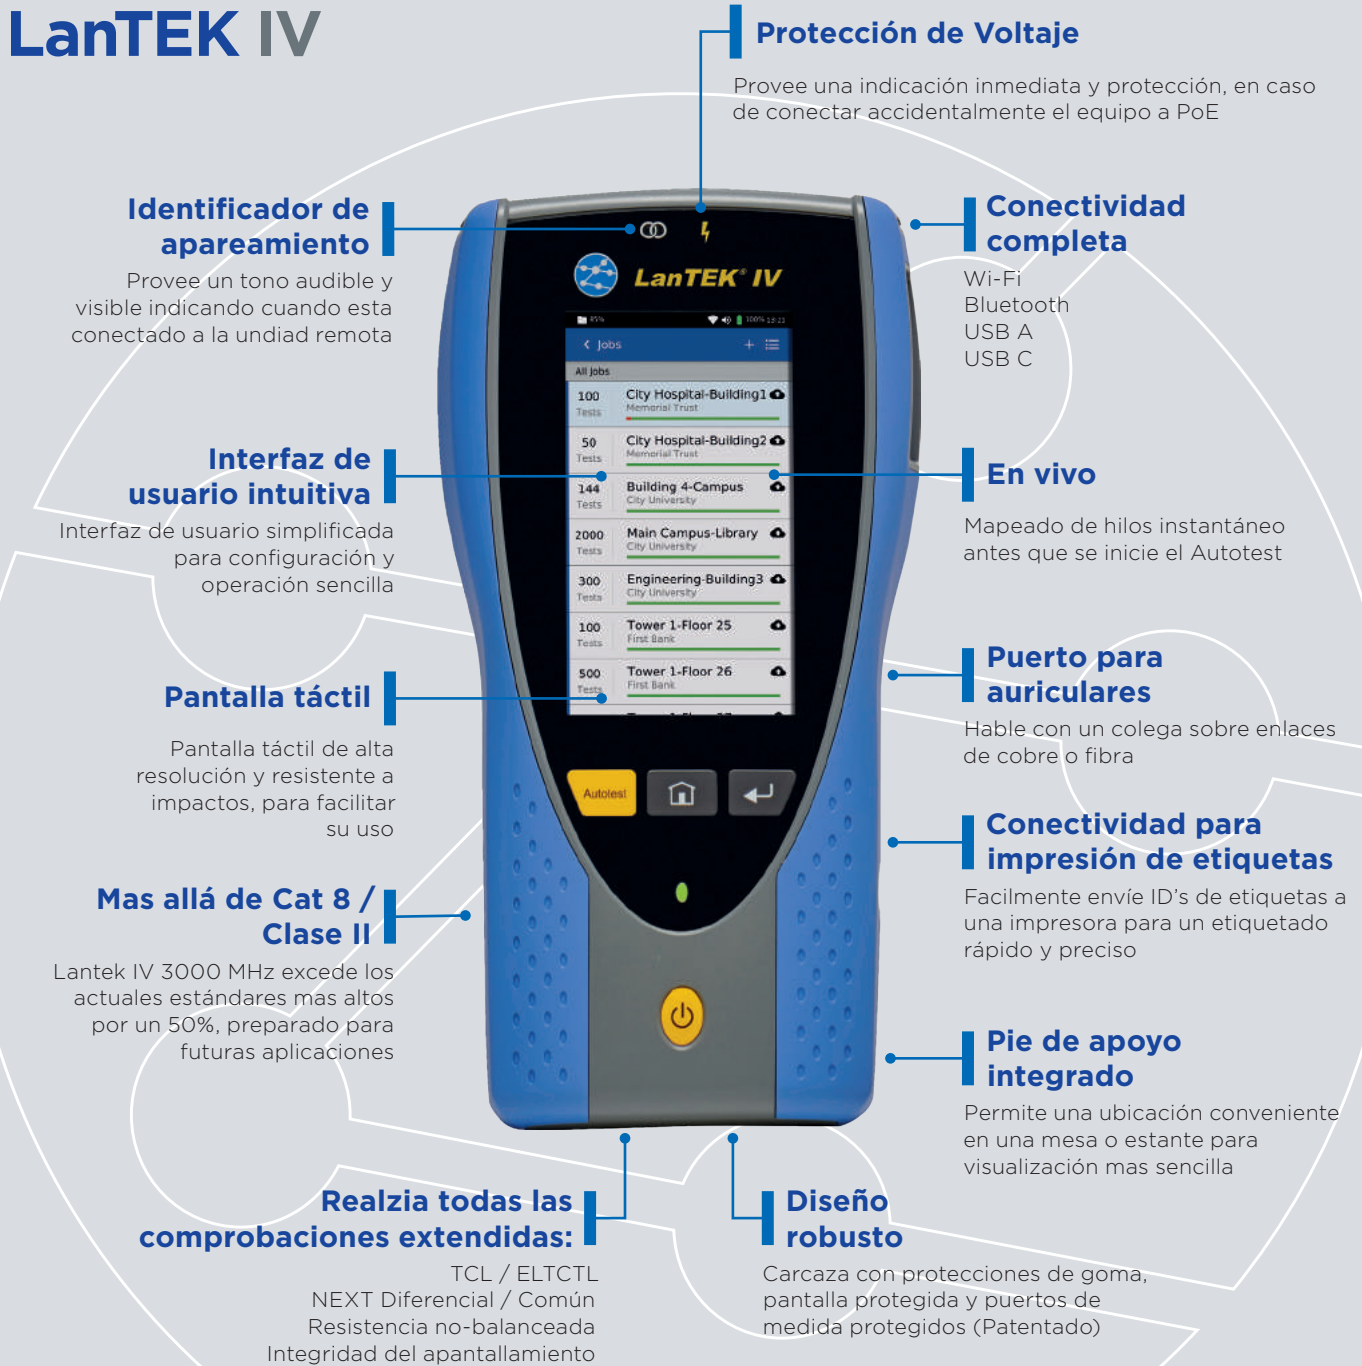 LanTEK IV
Protección de Voltaje
Provee una indicación inmediata y protección, en caso
de conectar accidentalmente el equipo a PoE
Identificador de
apareamiento
Provee un tono audible y
visible indicando cuando esta
conectado a la undiad remota
Conectividad
completa
Wi-Fi
Bluetooth
USB A
USB C
LanTEK® IV
85%
100% 13:21
Jobs
All Jobs
100 City Hospital-Building1
Tests Memorial Trust
50 City Hospital-Building2
Tests Memorial Trust
144 Building 4-Campus
Tests City University
2000 Main Campus-Library
Tests City University
300 Engineering-Building3
Tests City University
100 Tower 1-Floor 25
Tests First Bank
500 Tower 1-Floor 26
Tests First Bank
Autotest
Interfaz de
usuario intuitiva
Interfaz de usuario simplificada
para configuración y
operación sencilla
En vivo
Mapeado de hilos instantáneo
antes que se inicie el Autotest
Pantalla táctil
Pantalla táctil de alta
resolución y resistente a
impactos, para facilitar
su uso
Puerto para
auriculares
Hable con un colega sobre enlaces
de cobre o fibra
Conectividad para
impresión de etiquetas
Facilmente envíe ID's de etiquetas a
una impresora para un etiquetado
rápido y preciso
Mas allá de Cat 8 /
Clase II
Lantek IV 3000 MHz excede los
actuales estándares mas altos
por un 50%, preparado para
futuras aplicaciones
Pie de apoyo
integrado
Permite una ubicación conveniente
en una mesa o estante para
visualización mas sencilla
Realzia todas las
comprobaciones extendidas:
TCL / ELTCTL
NEXT Diferencial / Común
Resistencia no-balanceada
Integridad del apantallamiento
Diseño
robusto
Carcaza con protecciones de goma,
pantalla protegida y puertos de
medida protegidos (Patentado)